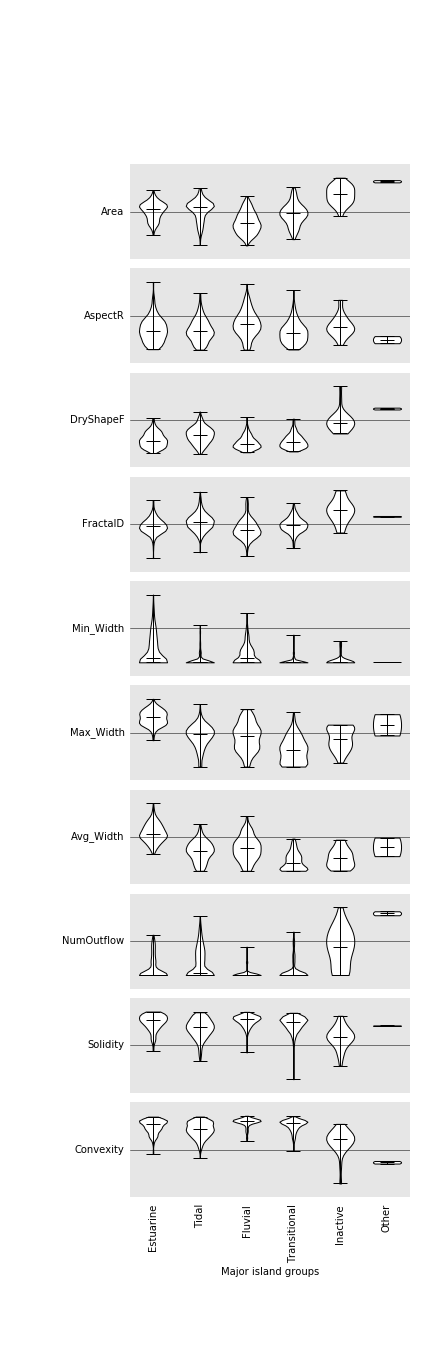 Area
AspectR
DryShapeF
FractalD
Min_Width
Max_Width
Avg_Width
NumOutflow
Solidity
Convexity
Estuarine
Tidal
Fluvial
Transitional
Inactive
Other
Major island groups